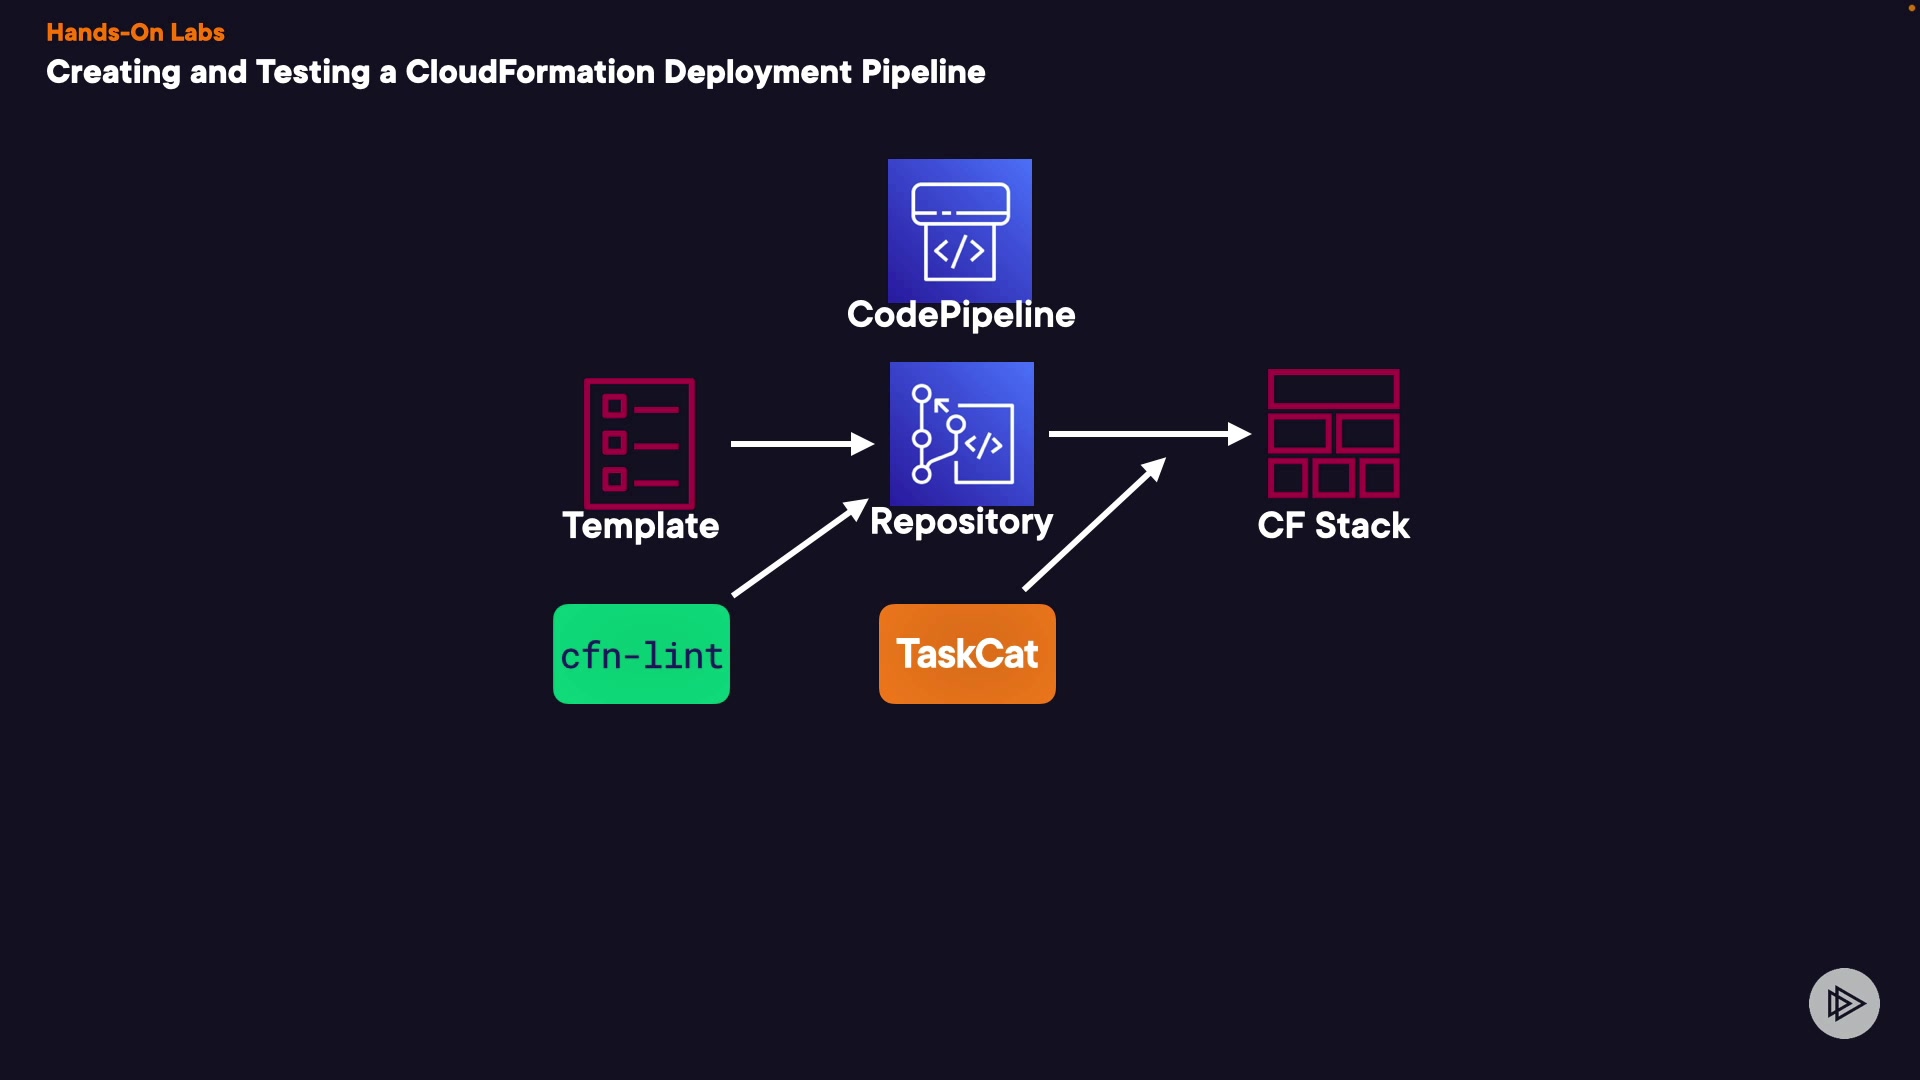 Hands-On Labs
Creating and Testing a CloudFormation Deployment Pipeline
</>
CodePipeline
</>
Template
Repository
CF Stack
cfn-lint
TaskCat